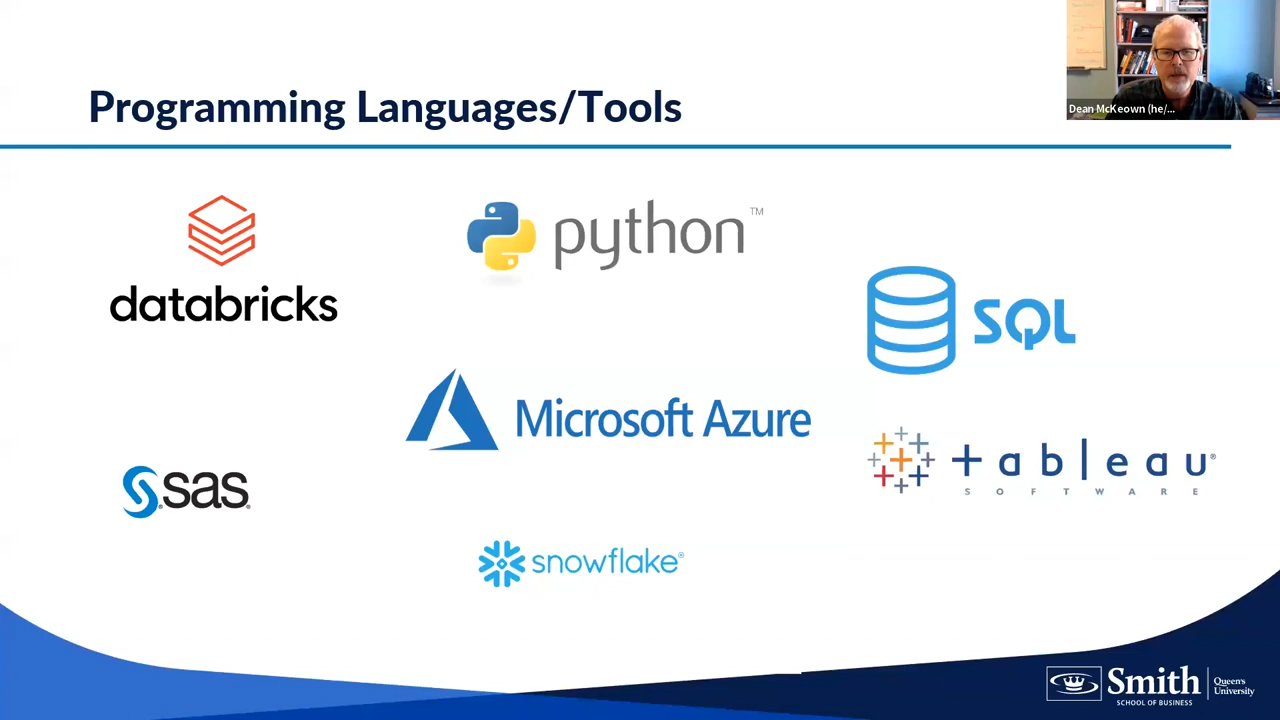 Programming Languages/Tools
Dean McKeown (he/...
databricks
python™
SQL
Microsoft Azure
tableau®
SOFTWARE
sas®
snowflake®
Smith
SCHOOL OF BUSINESS
Queen's
University